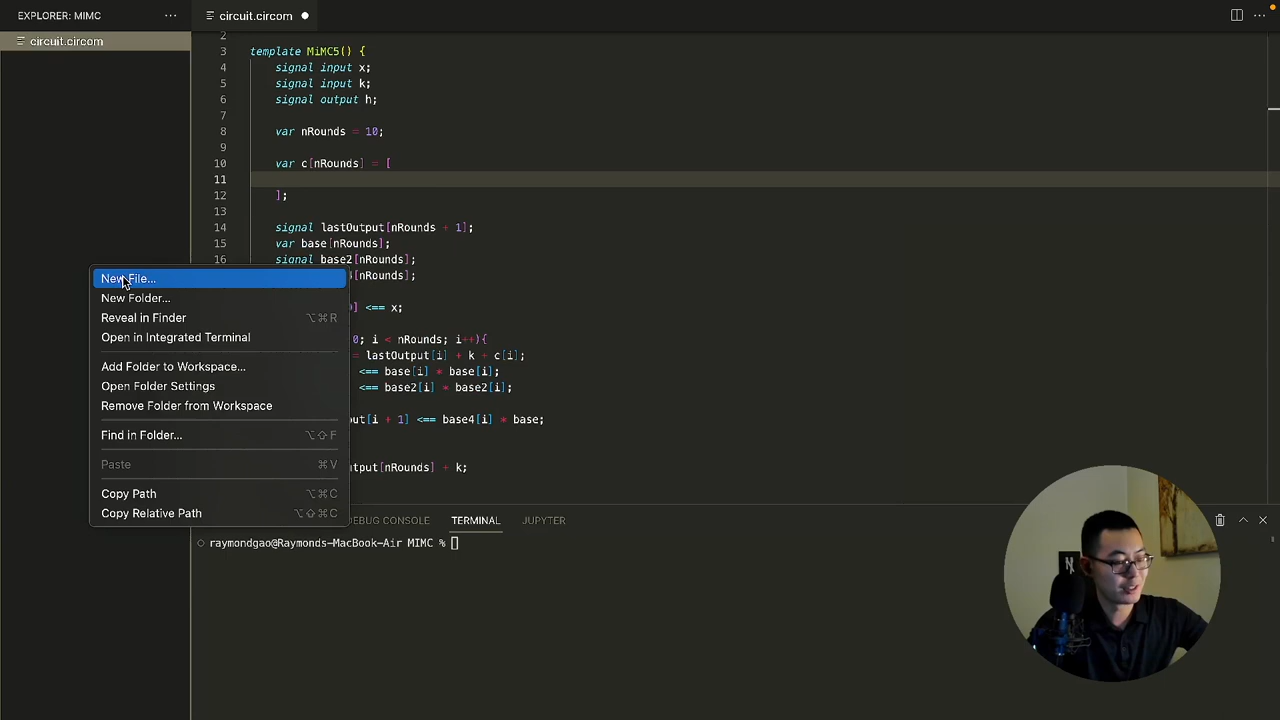 EXPLORER: MIMC
circuit.circom
circuit.circom
2
3 template MiMC5() {
4 signal input x;
5 signal input k;
6 signal output h;
7
8 var nRounds = 10;
9
10 var c[nRounds] = [
11
12 ];
13
14 signal lastOutput[nRounds + 1];
15 var base[nRounds];
16 signal base2[nRounds];
[nRounds];
] <== x;
0; i < nRounds; i++){
= lastOutput[i] + k + c[i];
<== base[i] * base[i];
<== base2[i] * base2[i];
ut[i + 1] <== base4[i] * base;
tput[nRounds] + k;
New File...
New Folder...
Reveal in Finder ⌥⌘R
Open in Integrated Terminal
Add Folder to Workspace...
Open Folder Settings
Remove Folder from Workspace
Find in Folder... ⌥⇧F
Paste ⌘V
Copy Path ⌥⌘C
Copy Relative Path ⌥⇧⌘C
DEBUG CONSOLE TERMINAL JUPYTER
raymondgao@Raymonds-MacBook-Air MIMC %